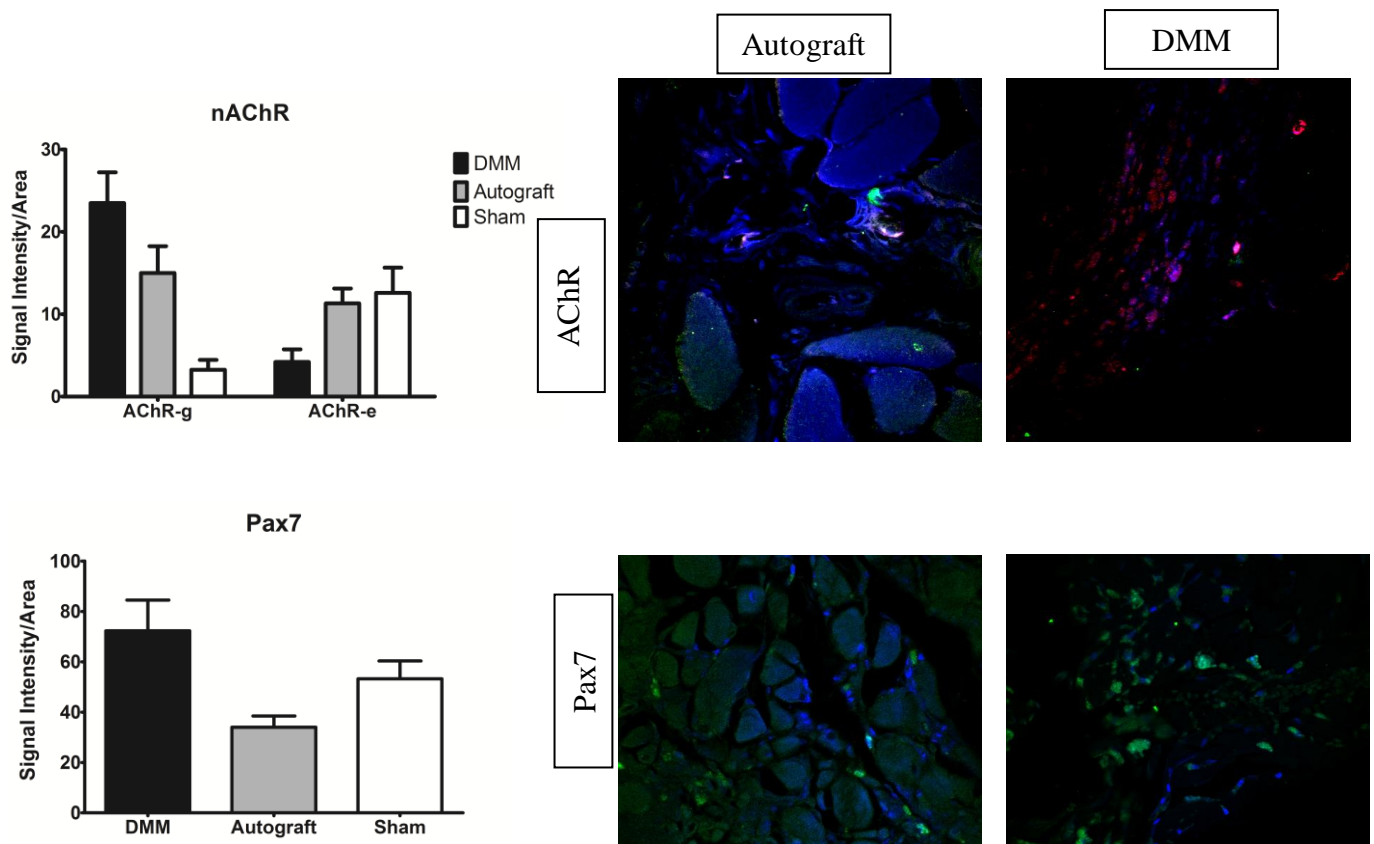 Autograft
DMM
nAChR
Signal Intensity/Area
30
20
10
0
AChR-g
AChR-e
DMM
Autograft
Sham
AChR
Pax7
Signal Intensity/Area
100
80
60
40
20
0
DMM
Autograft
Sham
Pax7